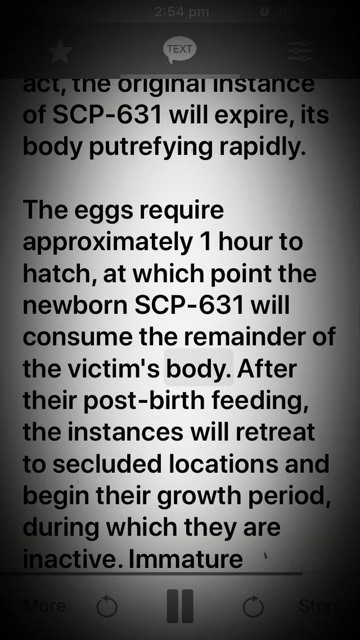 2:54 pm
TEXT
act, the original instance
of SCP-631 will expire, its
body putrefying rapidly.
The eggs require
approximately 1 hour to
hatch, at which point the
newborn SCP-631 will
consume the remainder of
the victim's body. After
their post-birth feeding,
the instances will retreat
to secluded locations and
begin their growth period,
during which they are
inactive. Immature
More
Stop